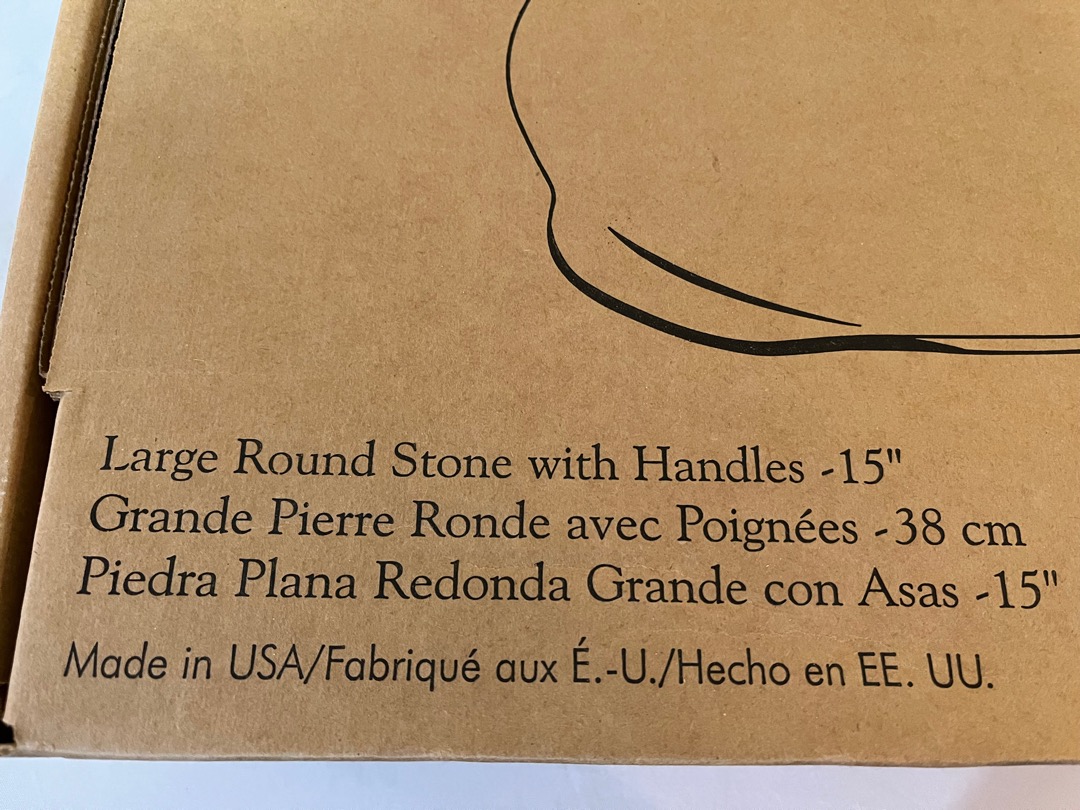 Large Round Stone with Handles -15"
Grande Pierre Ronde avec Poignées -38 cm
Piedra Plana Redonda Grande con Asas -15"
Made in USA/Fabriqué aux É.-U./Hecho en EE. UU.